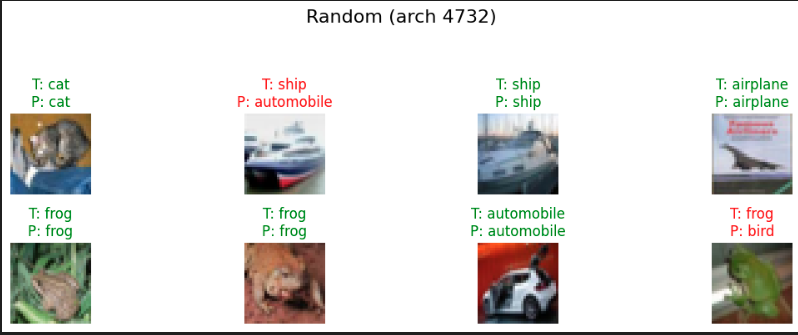 Random (arch 4732)
T: cat
P: cat
T: ship
P: automobile
T: ship
P: ship
T: airplane
P: airplane
T: frog
P: frog
T: frog
P: frog
T: automobile
P: automobile
T: frog
P: bird